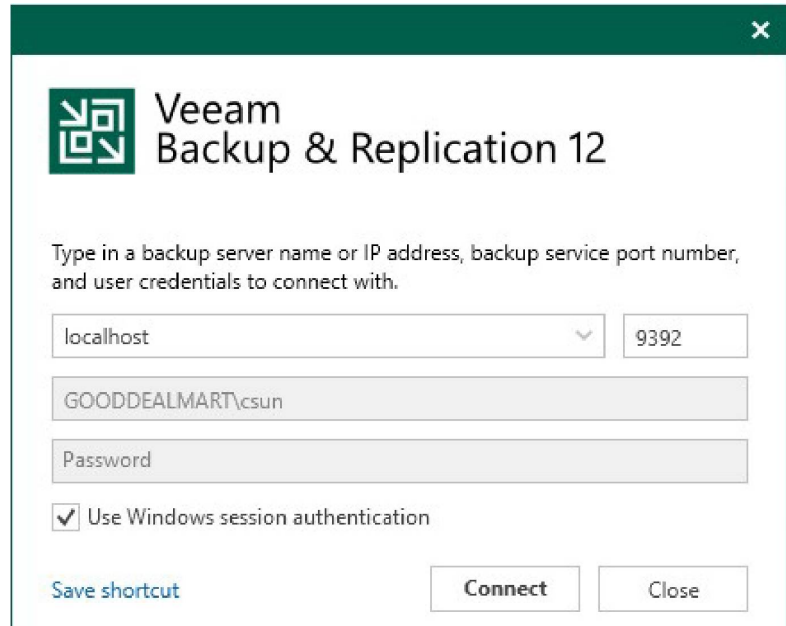 Veeam
Backup & Replication 12
Type in a backup server name or IP address, backup service port number,
and user credentials to connect with.
localhost 9392
GOODDEALMART\csun
Password
Use Windows session authentication
Save shortcut Connect Close